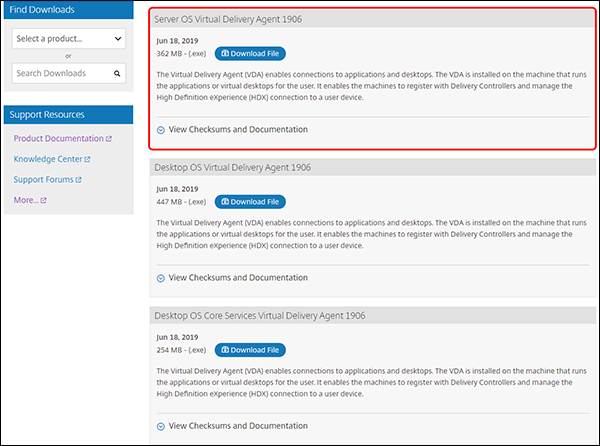 Find Downloads
Select a product...
or
Search Downloads
Support Resources
Product Documentation
Knowledge Center
Support Forums
More...
Server OS Virtual Delivery Agent 1906
Jun 18, 2019
362 MB - (.exe) Download File
The Virtual Delivery Agent (VDA) enables connections to applications and desktops. The VDA is installed on the machine that runs
the applications or virtual desktops for the user. It enables the machines to register with Delivery Controllers and manage the
High Definition eXperience (HDX) connection to a user device.
View Checksums and Documentation
Desktop OS Virtual Delivery Agent 1906
Jun 18, 2019
447 MB - (.exe) Download File
The Virtual Delivery Agent (VDA) enables connections to applications and desktops. The VDA is installed on the machine that runs
the applications or virtual desktops for the user. It enables the machines to register with Delivery Controllers and manage the
High Definition eXperience (HDX) connection to a user device.
View Checksums and Documentation
Desktop OS Core Services Virtual Delivery Agent 1906
Jun 18, 2019
254 MB - (.exe) Download File
The Virtual Delivery Agent (VDA) enables connections to applications and desktops. The VDA is installed on the machine that runs
the applications or virtual desktops for the user. It enables the machines to register with Delivery Controllers and manage the
High Definition eXperience (HDX) connection to a user device.
View Checksums and Documentation